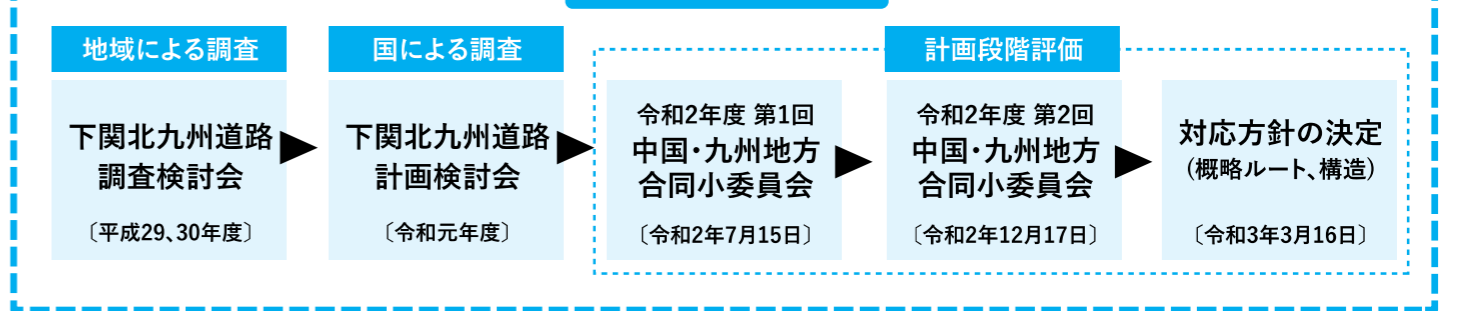 地域による調査
下関北九州道路
調査検討会
〔平成29、30年度〕
国による調査
下関北九州道路
計画検討会
〔令和元年度〕
計画段階評価
令和2年度 第1回
中国・九州地方
合同小委員会
〔令和2年7月15日〕
令和2年度 第2回
中国・九州地方
合同小委員会
〔令和2年12月17日〕
対応方針の決定
(概略ルート、構造)
〔令和3年3月16日〕